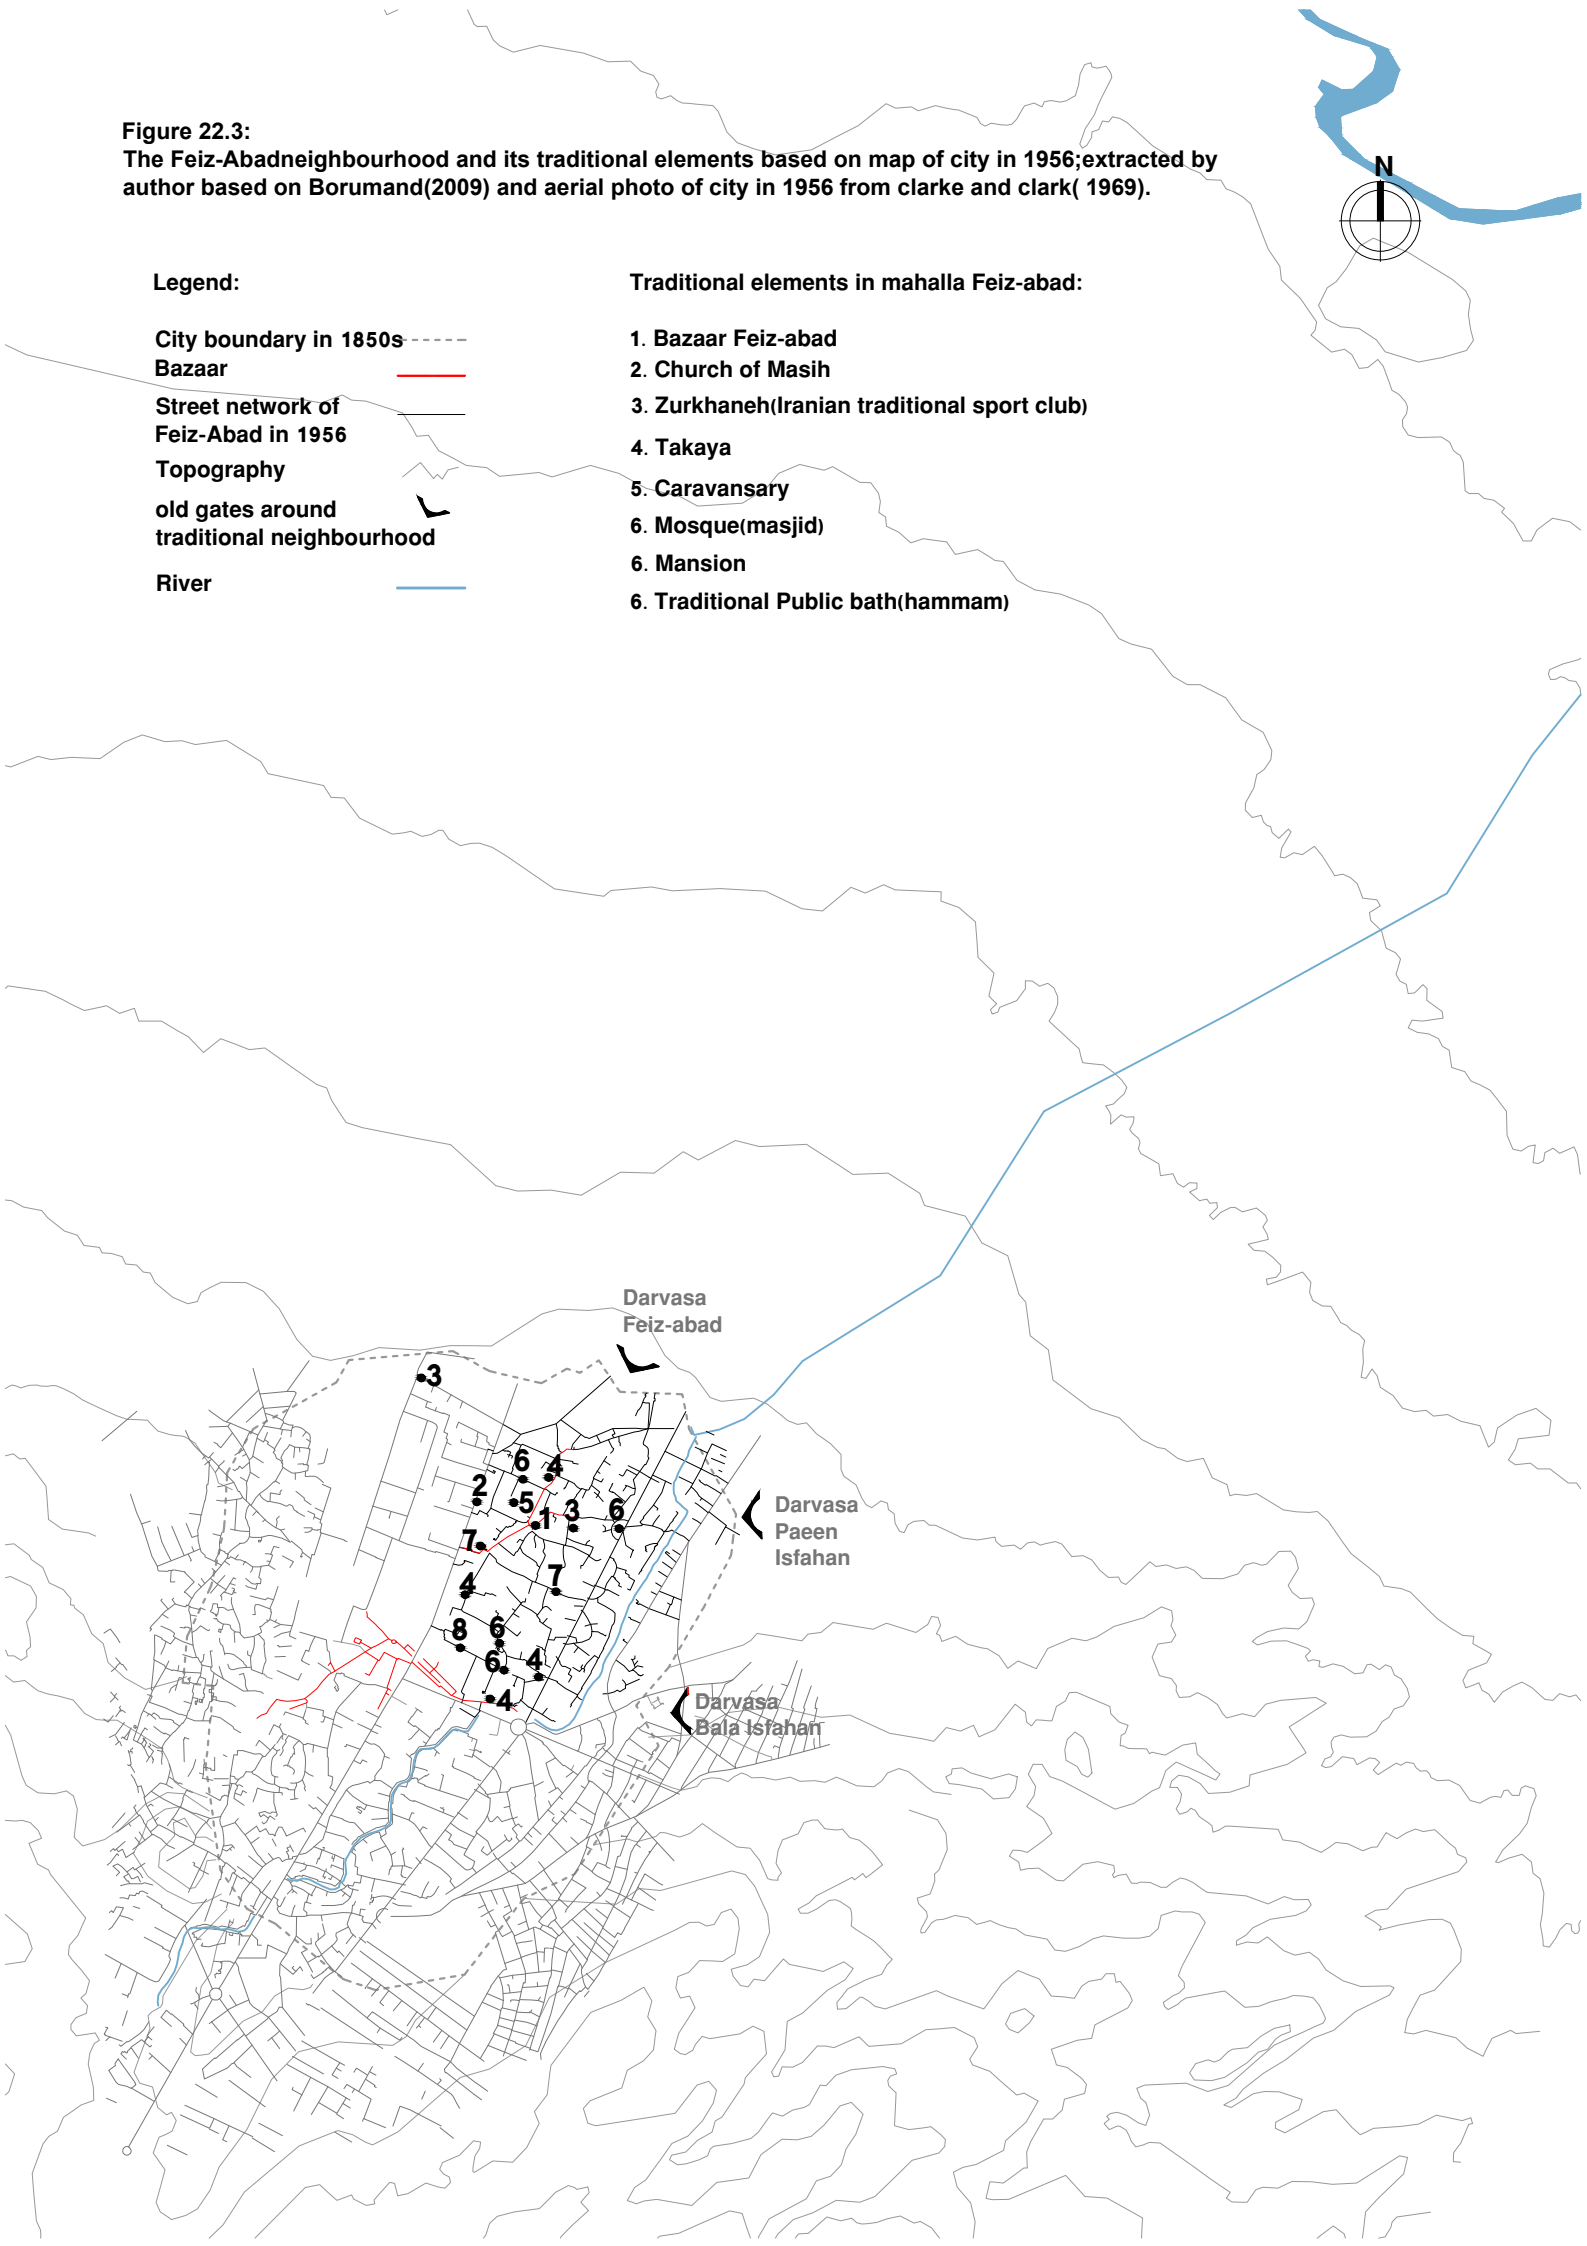 Figure 22.3:
The Feiz-Abadneighbourhood and its traditional elements based on map of city in 1956;extracted by
author based on Borumand(2009) and aerial photo of city in 1956 from clarke and clark( 1969).
N
Legend:
City boundary in 1850s
Bazaar
Street network of
Feiz-Abad in 1956
Topography
old gates around
traditional neighbourhood
River
Traditional elements in mahalla Feiz-abad:
1. Bazaar Feiz-abad
2. Church of Masih
3. Zurkhaneh(Iranian traditional sport club)
4. Takaya
5. Caravansary
6. Mosque(masjid)
6. Mansion
6. Traditional Public bath(hammam)
Darvasa
Feiz-abad
3
6
4
2
5
1
3
6
7
Darvasa
Paeen
Isfahan
4
7
8
6
6
4
4
Darvasa
Bala Isfahan